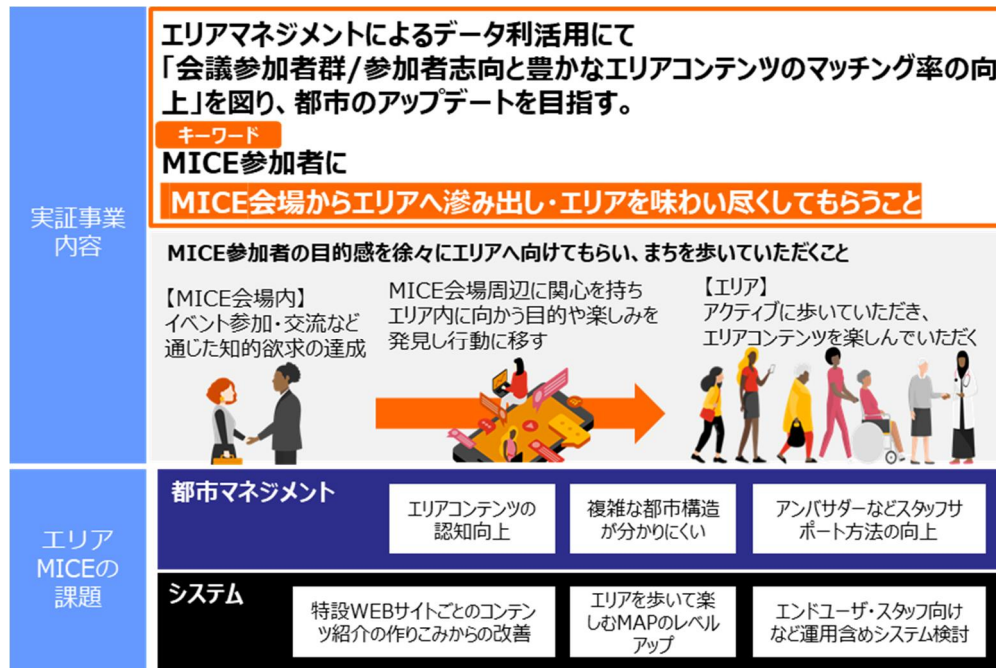 エリアマネジメントによるデータ利活用にて
「会議参加者群/参加者志向と豊かなエリアコンテンツのマッチング率の向
上」を図り、都市のアップデートを目指す。
キーワード
MICE参加者に
MICE会場からエリアへ滲み出し・エリアを味わい尽くしてもらうこと
実証事業
内容
MICE参加者の目的感を徐々にエリアへ向けてもらい、まちを歩いていただくこと
【MICE会場内】
イベント参加・交流など
通じた知的欲求の達成
MICE会場周辺に関心を持ち
エリア内に向かう目的や楽しみを
発見し行動に移す
【エリア】
アクティブに歩いていただき、
エリアコンテンツを楽しんでいただく
エリア
MICEの
課題
都市マネジメント
エリアコンテンツの
認知向上
複雑な都市構造
が分かりにくい
アンバサダーなどスタッフサ
ポート方法の向上
システム
特設WEBサイトごとのコンテン
ツ紹介の作りこみからの改善
エリアを歩いて楽
しむMAPのレベル
アップ
エンドユーザ・スタッフ向け
など運用含めシステム検討